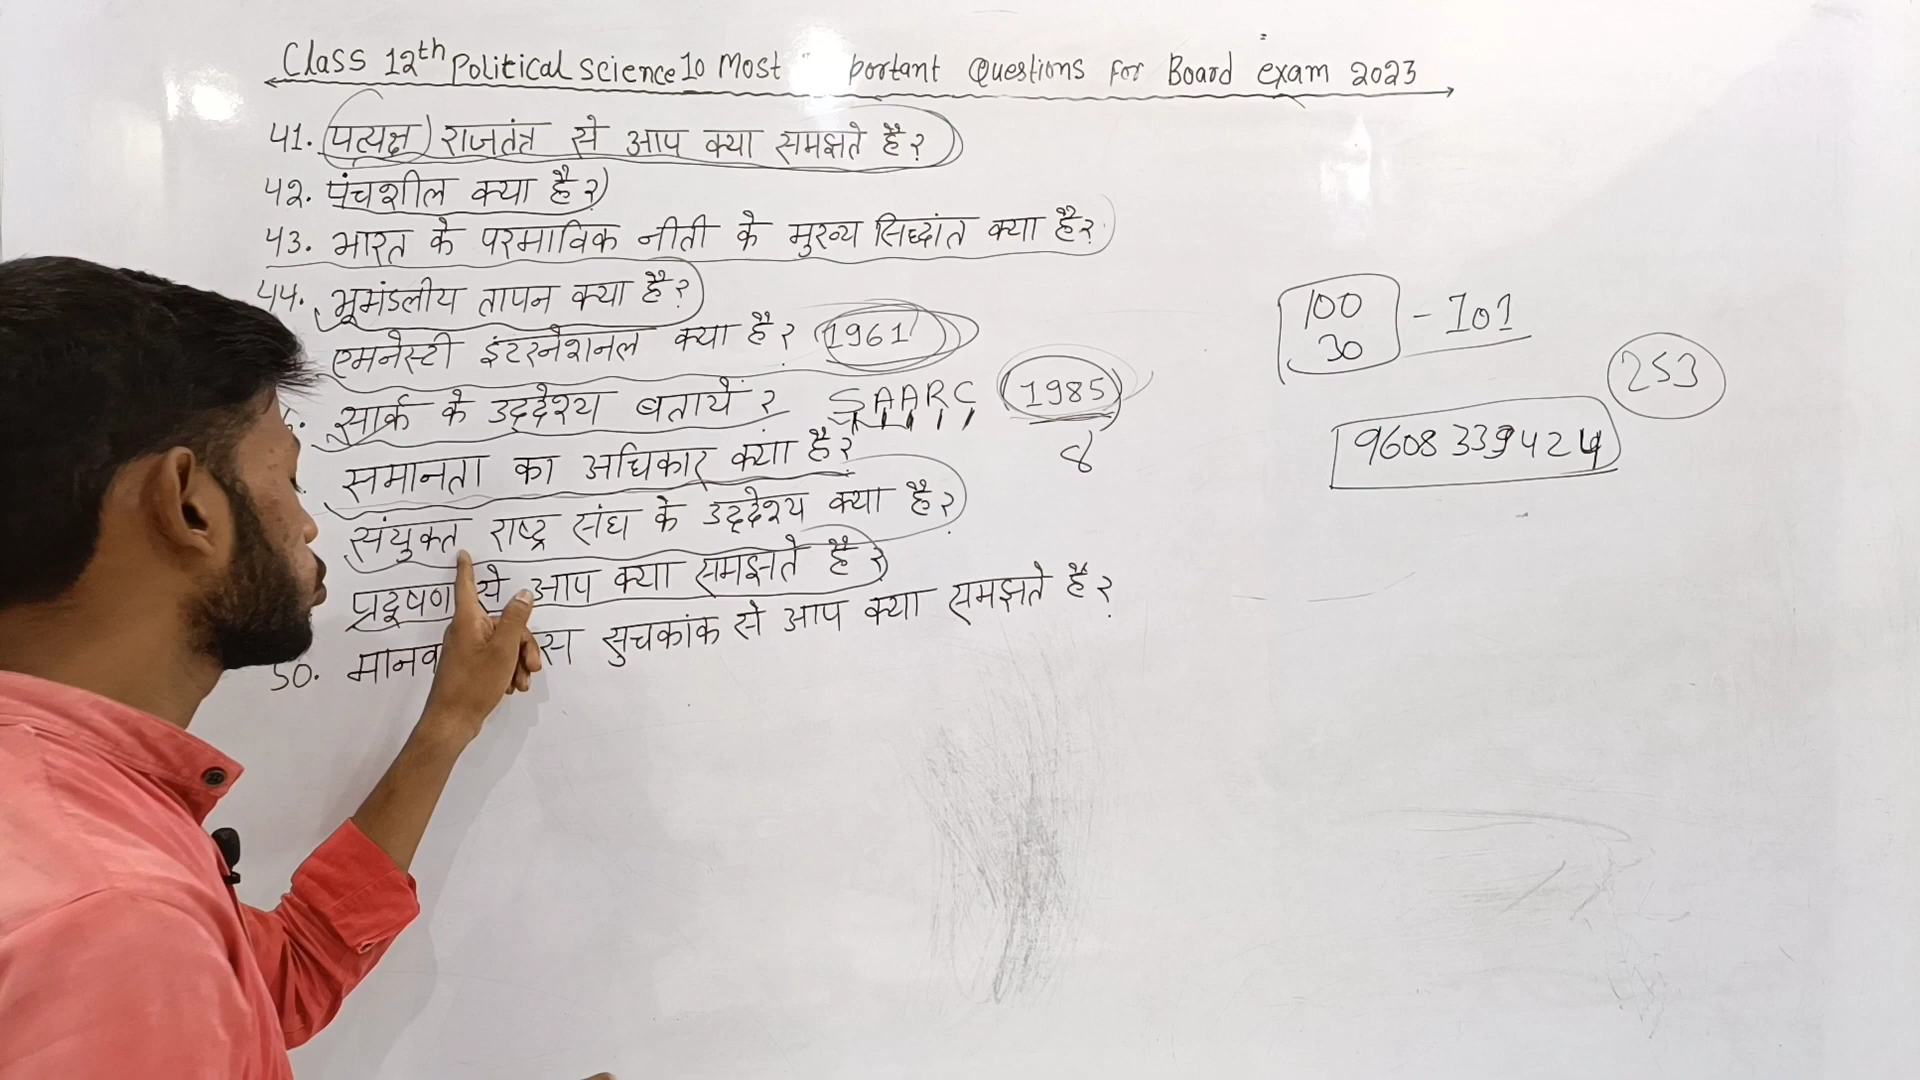 Class 12th Political Science 10 Most portant Questions For Board exam 2023
41. पत्यक्ष राजतंत्र से आप क्या समझते है?
42. पंचशील क्या है?
43. भारत के परमाविक नीती के मुख्य सिध्दांत क्या है?
44. भूमंडलीय तापन क्या है?
एमनेस्टी इंटरनेशनल क्या है? 1961
सार्क के उद्देश्य बतायें? SAARC 1985
8
समानता का अधिकार क्या है?
संयुक्त राष्ट्र संघ के उद्देश्य क्या है?
प्रदूषण से आप क्या समझते है?
50. सुचकांक से आप क्या समझते है?
100 - 101
30
253
9608339424